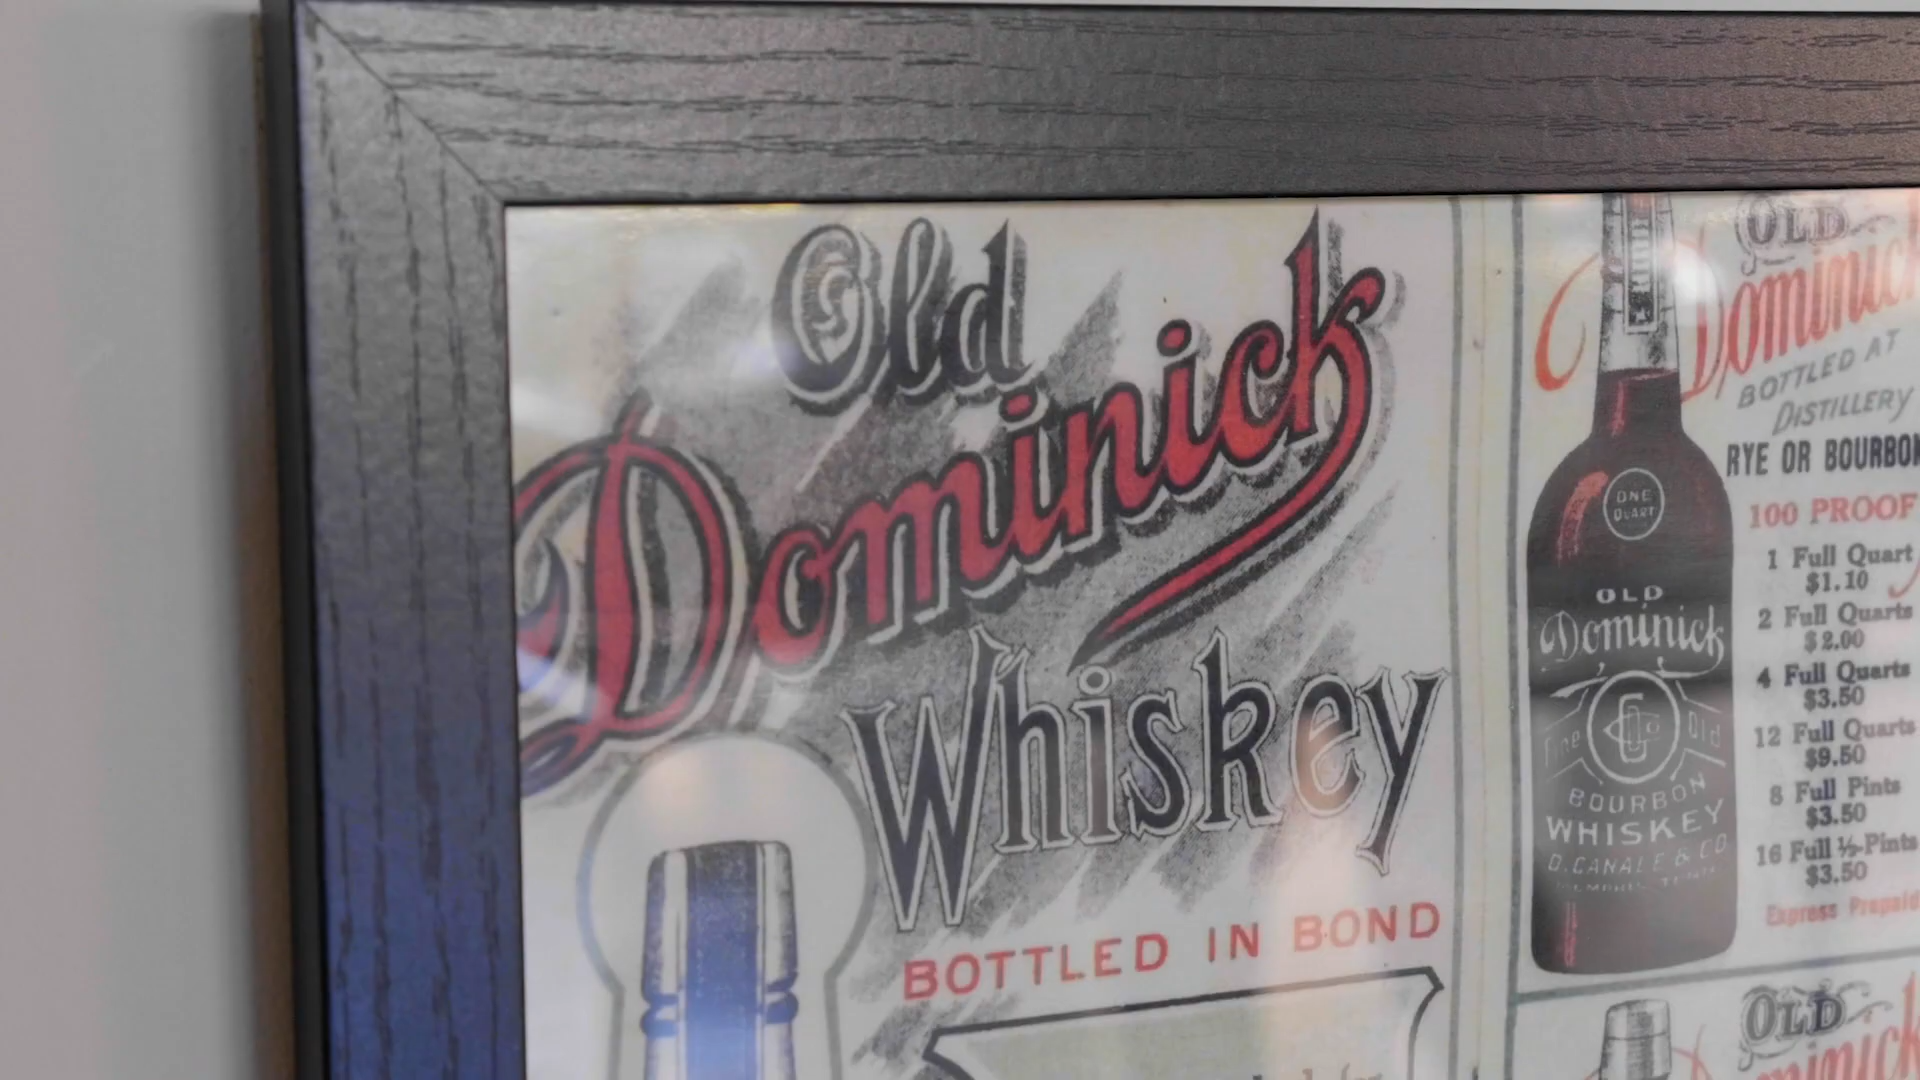 Old
Dominick
Whiskey
BOTTLED IN BOND
OLD
Dominick
BOTTLED AT
DISTILLERY
RYE OR BOURBON
100 PROOF
1 Full Quart
$1.10
2 Full Quarts
$2.00
4 Full Quarts
$3.50
12 Full Quarts
$9.50
8 Full Pints
$3.50
16 Full ½-Pints
$3.50
Express Prepaid
ONE
QUART
OLD
Dominick
Fine Old
BOURBON
WHISKEY
D. CANALE & CO
OLD
Dominick